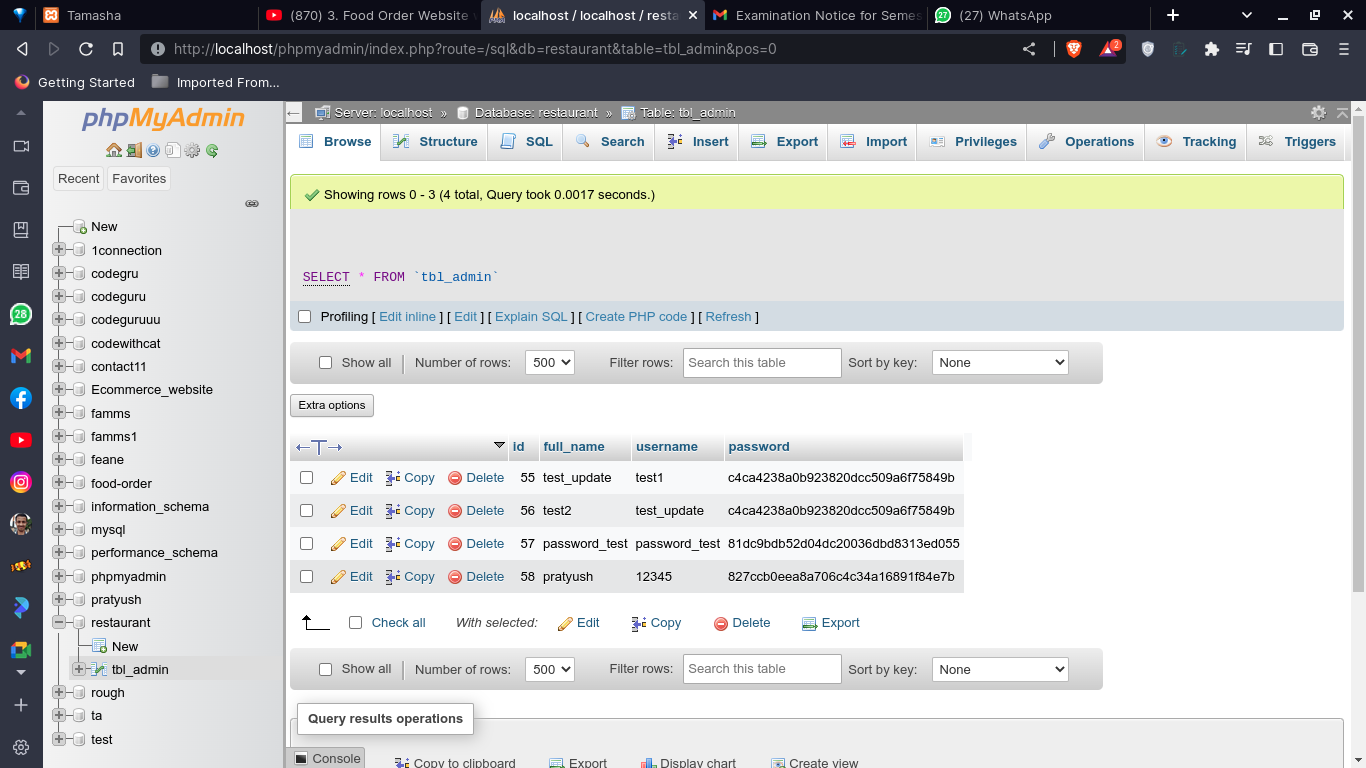 Tamasha (870) 3. Food Order Website localhost / localhost / resta Examination Notice for Semes (27) WhatsApp
http://localhost/phpmyadmin/index.php?route=/sql&db=restaurant&table=tbl_admin&pos=0 2
Getting Started Imported From...
phpMyAdmin
Recent Favorites
New
1connection
codegru
codeguru
codeguruuu
codewithcat
contact11
Ecommerce_website
famms
famms1
feane
food-order
information_schema
mysql
performance_schema
phpmyadmin
pratyush
restaurant
New
tbl_admin
rough
ta
test
28
Server: localhost » Database: restaurant » Table: tbl_admin
Browse Structure SQL Search Insert Export Import Privileges Operations Tracking Triggers
Showing rows 0 - 3 (4 total, Query took 0.0017 seconds.)
SELECT * FROM `tbl_admin`
Profiling [ Edit inline ] [ Edit ] [ Explain SQL ] [ Create PHP code ] [ Refresh ]
Show all Number of rows: 500 Filter rows: Search this table Sort by key: None
Extra options
id full_name username password
Edit Copy Delete 55 test_update test1 c4ca4238a0b923820dcc509a6f75849b
Edit Copy Delete 56 test2 test_update c4ca4238a0b923820dcc509a6f75849b
Edit Copy Delete 57 password_test password_test 81dc9bdb52d04dc20036dbd8313ed055
Edit Copy Delete 58 pratyush 12345 827ccb0eea8a706c4c34a16891f84e7b
Check all With selected: Edit Copy Delete Export
Show all Number of rows: 500 Filter rows: Search this table Sort by key: None
Query results operations
Console Copy to clipboard Export Display chart Create view